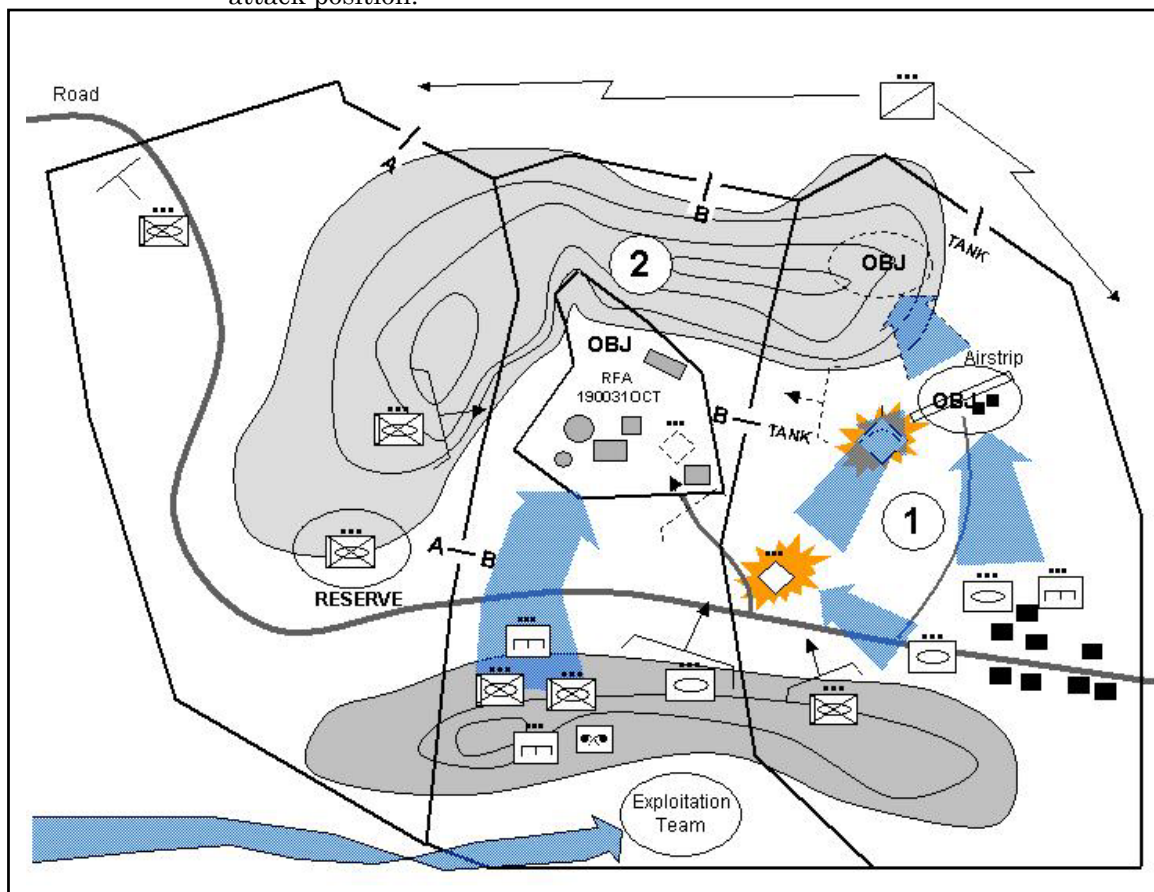 attack position.
Road
A
B
TANK
2
OBJ
OBJ
RFA
190031OCT
Airstrip
OBJ
B
TANK
1
A
B
RESERVE
Exploitation
Team